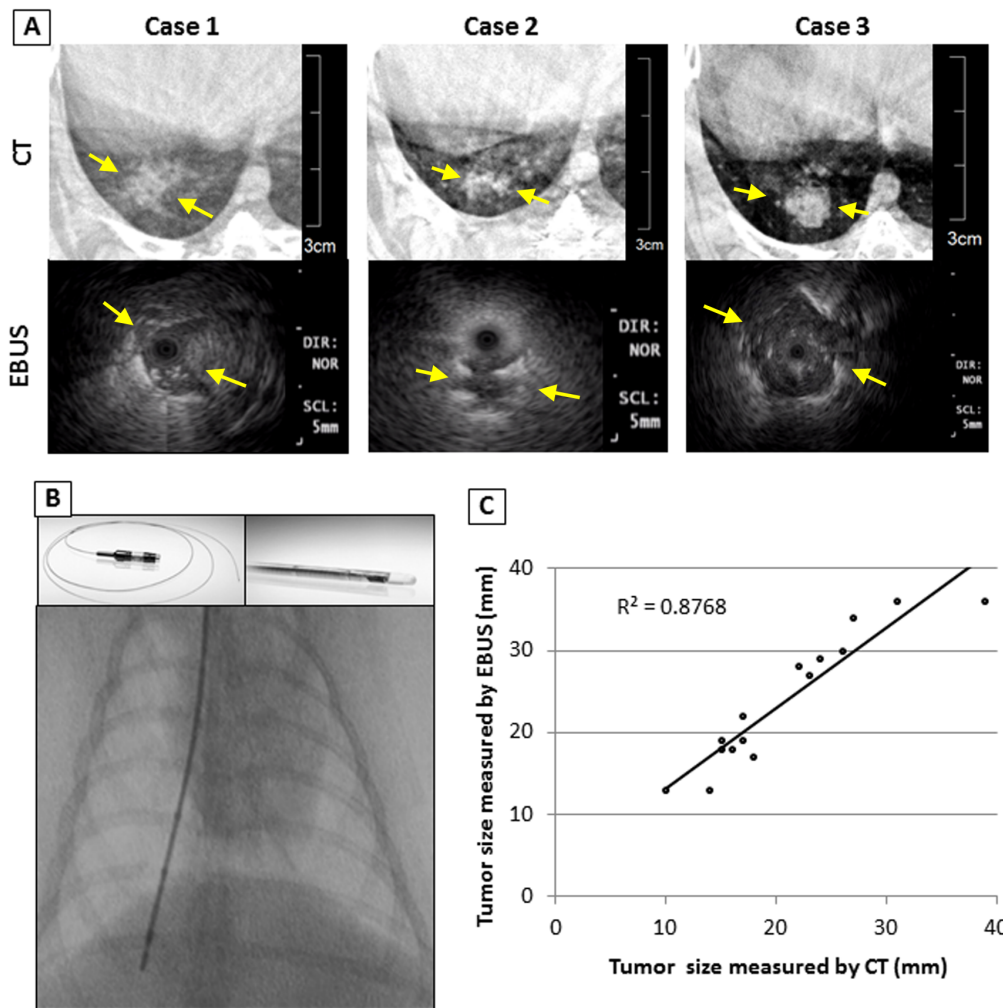 A
Case 1
Case 2
Case 3
CT
3cm
3cm
3cm
EBUS
DIR:
NOR
SCL:
5mm
DIR:
NOR
SCL:
5mm
DIR:
NOR
SCL:
5mm
B
C
Tumor size measured by EBUS (mm)
40
30
20
10
0
R² = 0.8768
0
10
20
30
40
Tumor size measured by CT (mm)